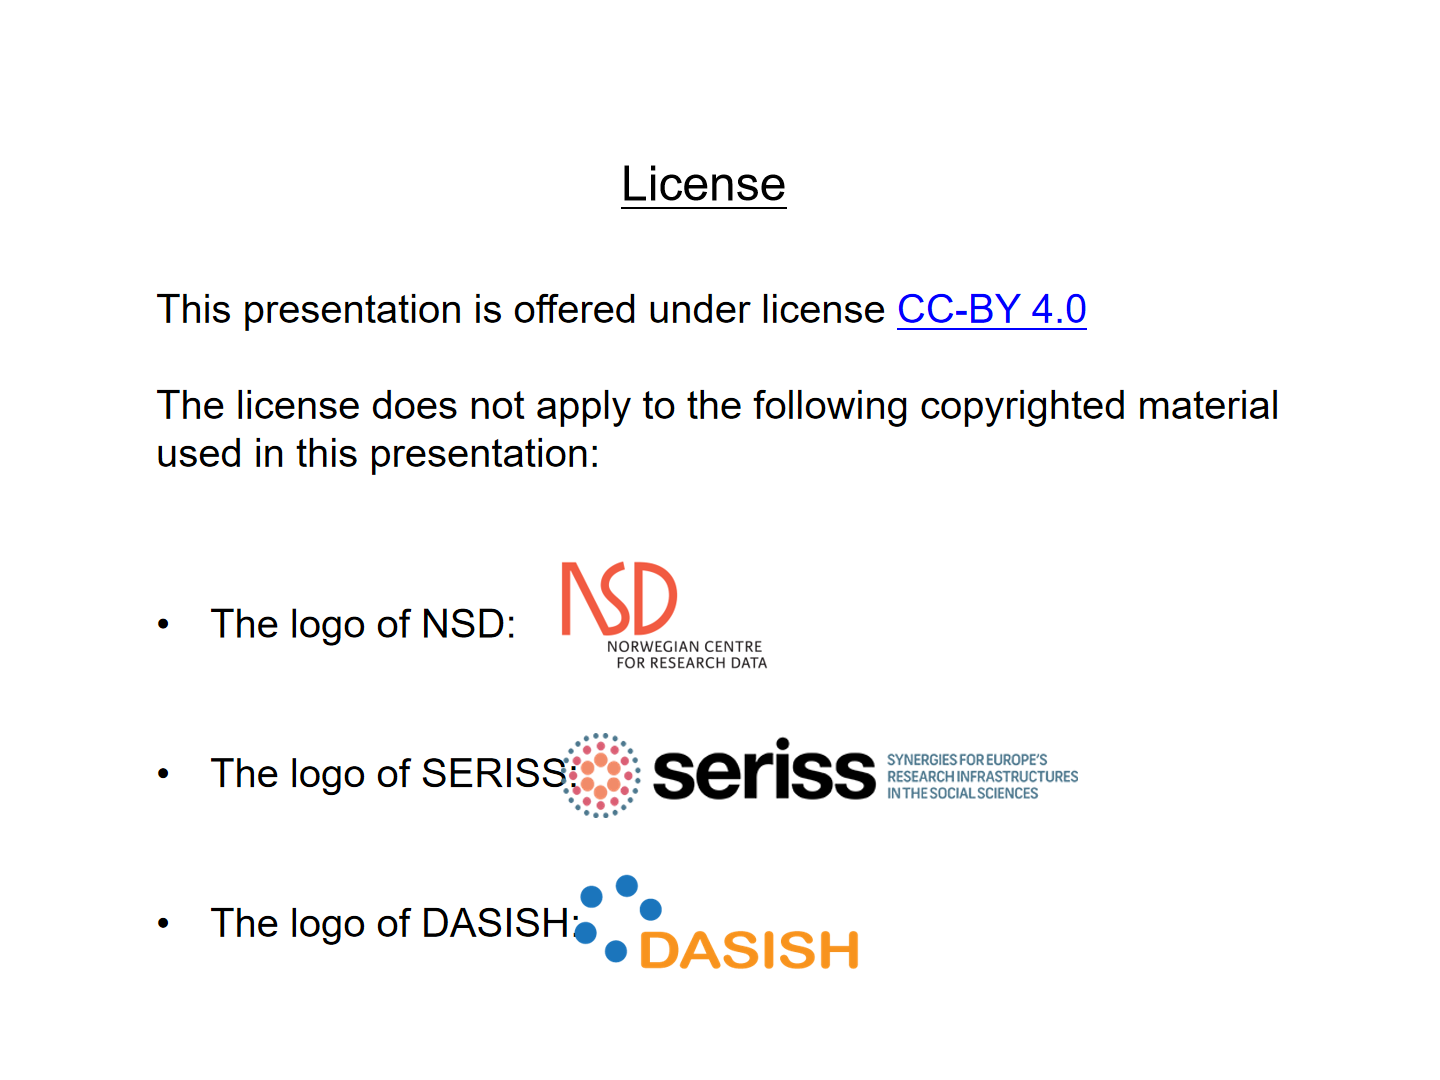 License
This presentation is offered under license CC-BY 4.0
The license does not apply to the following copyrighted material
used in this presentation:
• The logo of NSD:
NSD
NORWEGIAN CENTRE
FOR RESEARCH DATA
• The logo of SERISS:
seriss
SYNERGIES FOR EUROPE'S
RESEARCH INFRASTRUCTURES
IN THE SOCIAL SCIENCES
• The logo of DASISH:
DASISH